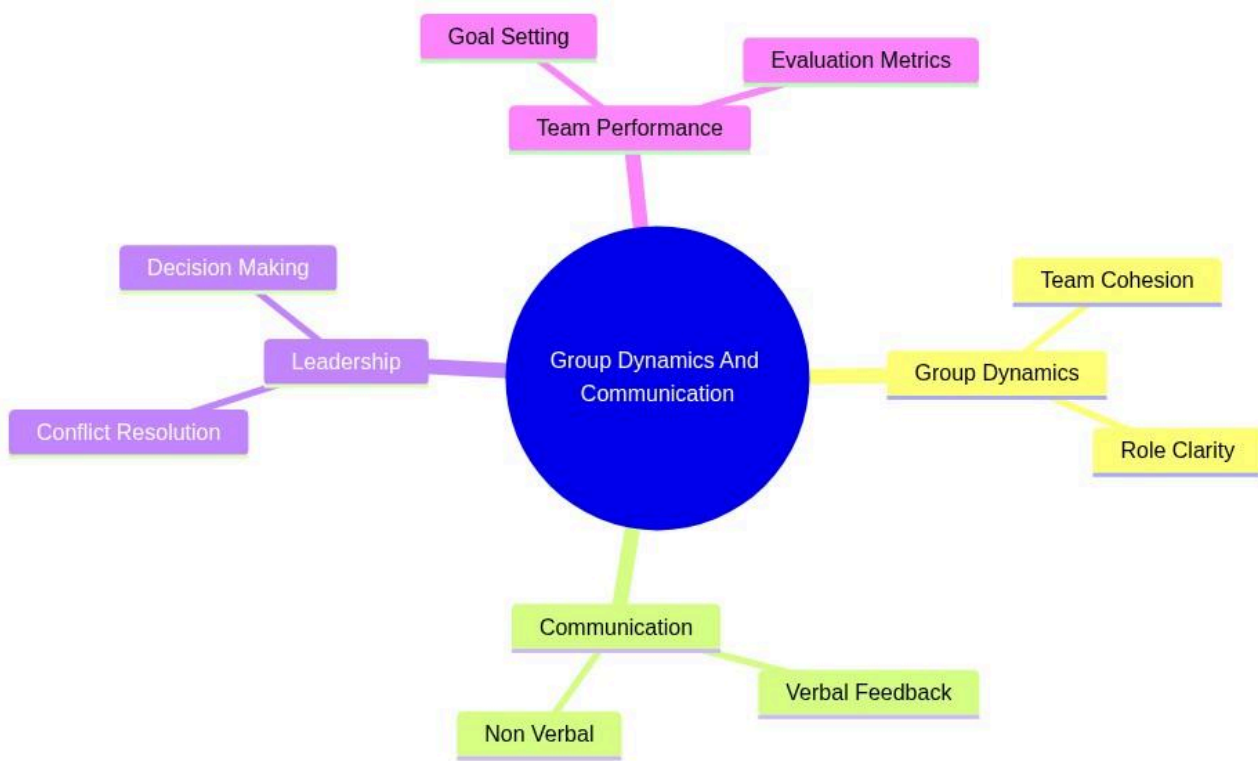 Goal Setting
Evaluation Metrics
Team Performance
Decision Making
Team Cohesion
Leadership
Group Dynamics And
Communication
Group Dynamics
Conflict Resolution
Role Clarity
Communication
Verbal Feedback
Non Verbal